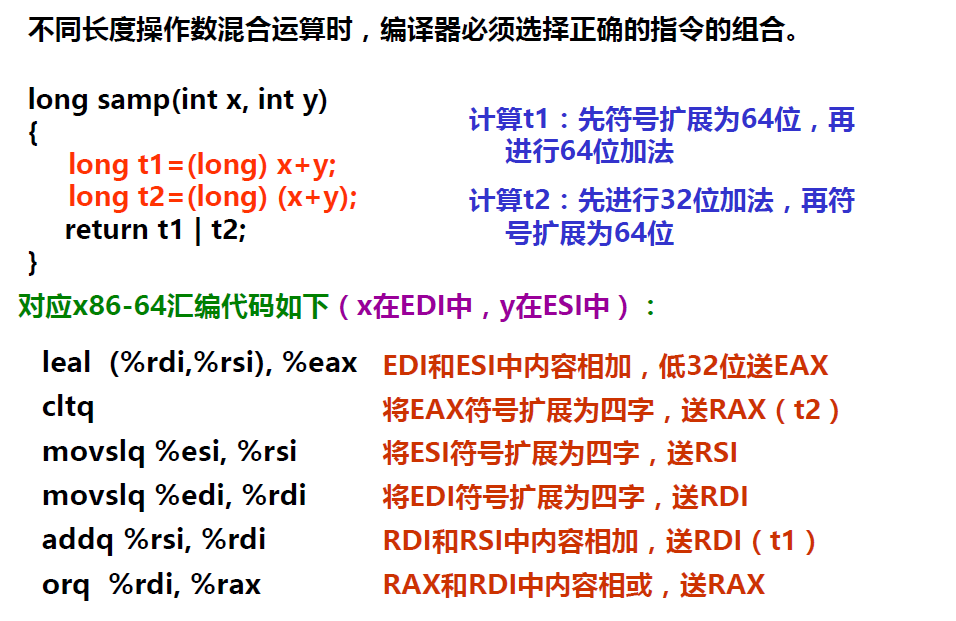 不同长度操作数混合运算时，编译器必须选择正确的指令的组合。
long samp(int x, int y)
{
long t1=(long) x+y;
long t2=(long) (x+y);
return t1 | t2;
}
计算t1：先符号扩展为64位，再
进行64位加法
计算t2：先进行32位加法，再符
号扩展为64位
对应x86-64汇编代码如下（x在EDI中，y在ESI中）：
leal (%rdi,%rsi), %eax EDI和ESI中内容相加，低32位送EAX
cltq 将EAX符号扩展为四字，送RAX（t2）
movslq %esi, %rsi 将ESI符号扩展为四字，送RSI
movslq %edi, %rdi 将EDI符号扩展为四字，送RDI
addq %rsi, %rdi RDI和RSI中内容相加，送RDI（t1）
orq %rdi, %rax RAX和RDI中内容相或，送RAX